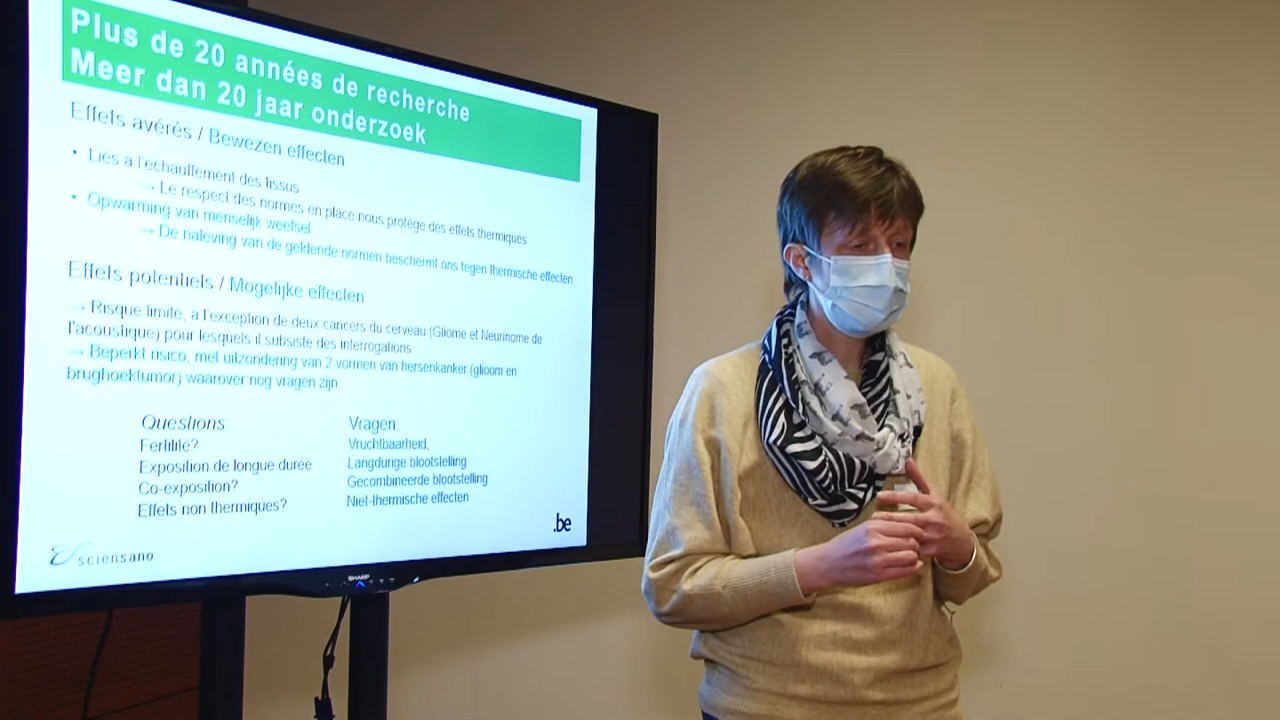 Plus de 20 années de recherche
Meer dan 20 jaar onderzoek
Effets avérés / Bewezen effecten
• Liés à l'échauffement des tissus
→ Le respect des normes en place nous protège des effets thermiques
• Opwarming van menselijk weefsel
→ De naleving van de geldende normen beschermt ons tegen thermische effecten
Effets potentiels / Mogelijke effecten
→ Risque limité, à l'exception de deux cancers du cerveau (Gliome et Neurinome de
l'acoustique) pour lesquels il subsiste des interrogations
→ Beperkt risico, met uitzondering van 2 vormen van hersenkanker (glioom en
brughoektumor) waarover nog vragen zijn
Questions:
Fertilité?
Exposition de longue durée
Co-exposition?
Effets non thermiques?
Vragen:
Vruchtbaarheid,
Langdurige blootstelling
Gecombineerde blootstelling
Niet-thermische effecten
.be
sciensano
SHARP